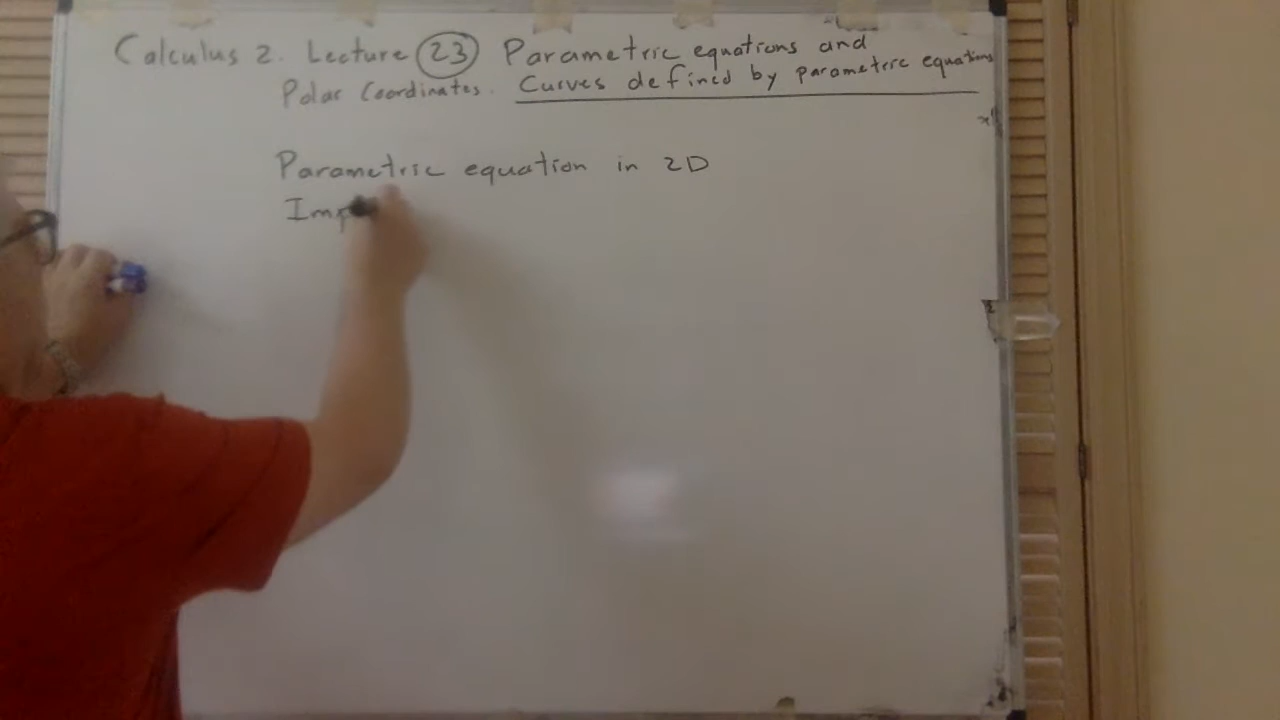 Calculus 2. Lecture 23 Parametric equations and
Polar Coordinates. Curves defined by parametric equations
Parametric equation in 2D
Imp